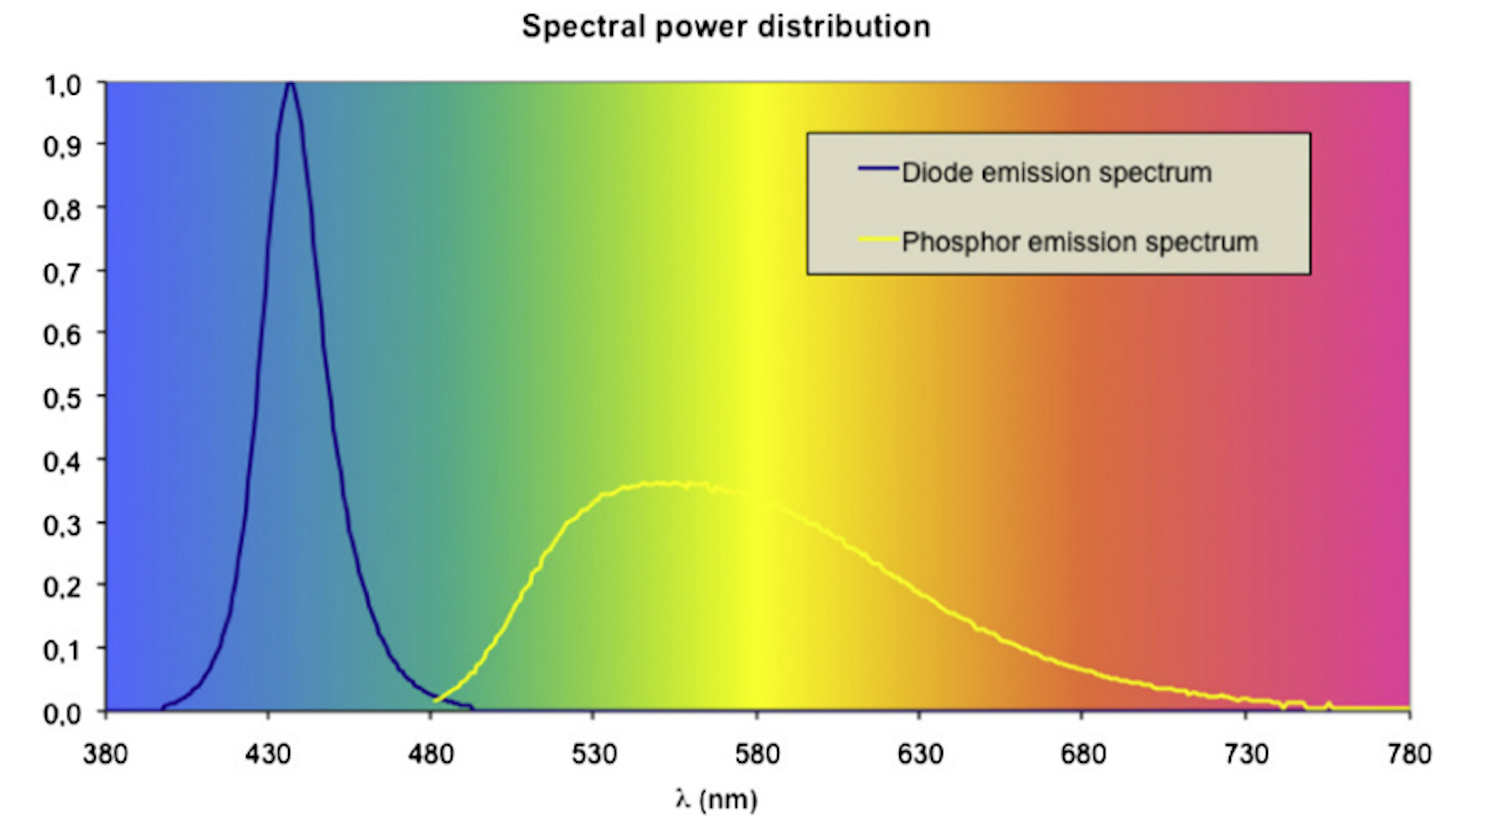 Spectral power distribution
1,0
0,9
0,8
0,7
0,6
0,5
0,4
0,3
0,2
0,1
0,0
Diode emission spectrum
Phosphor emission spectrum
380 430 480 530 580 630 680 730 780
λ (nm)